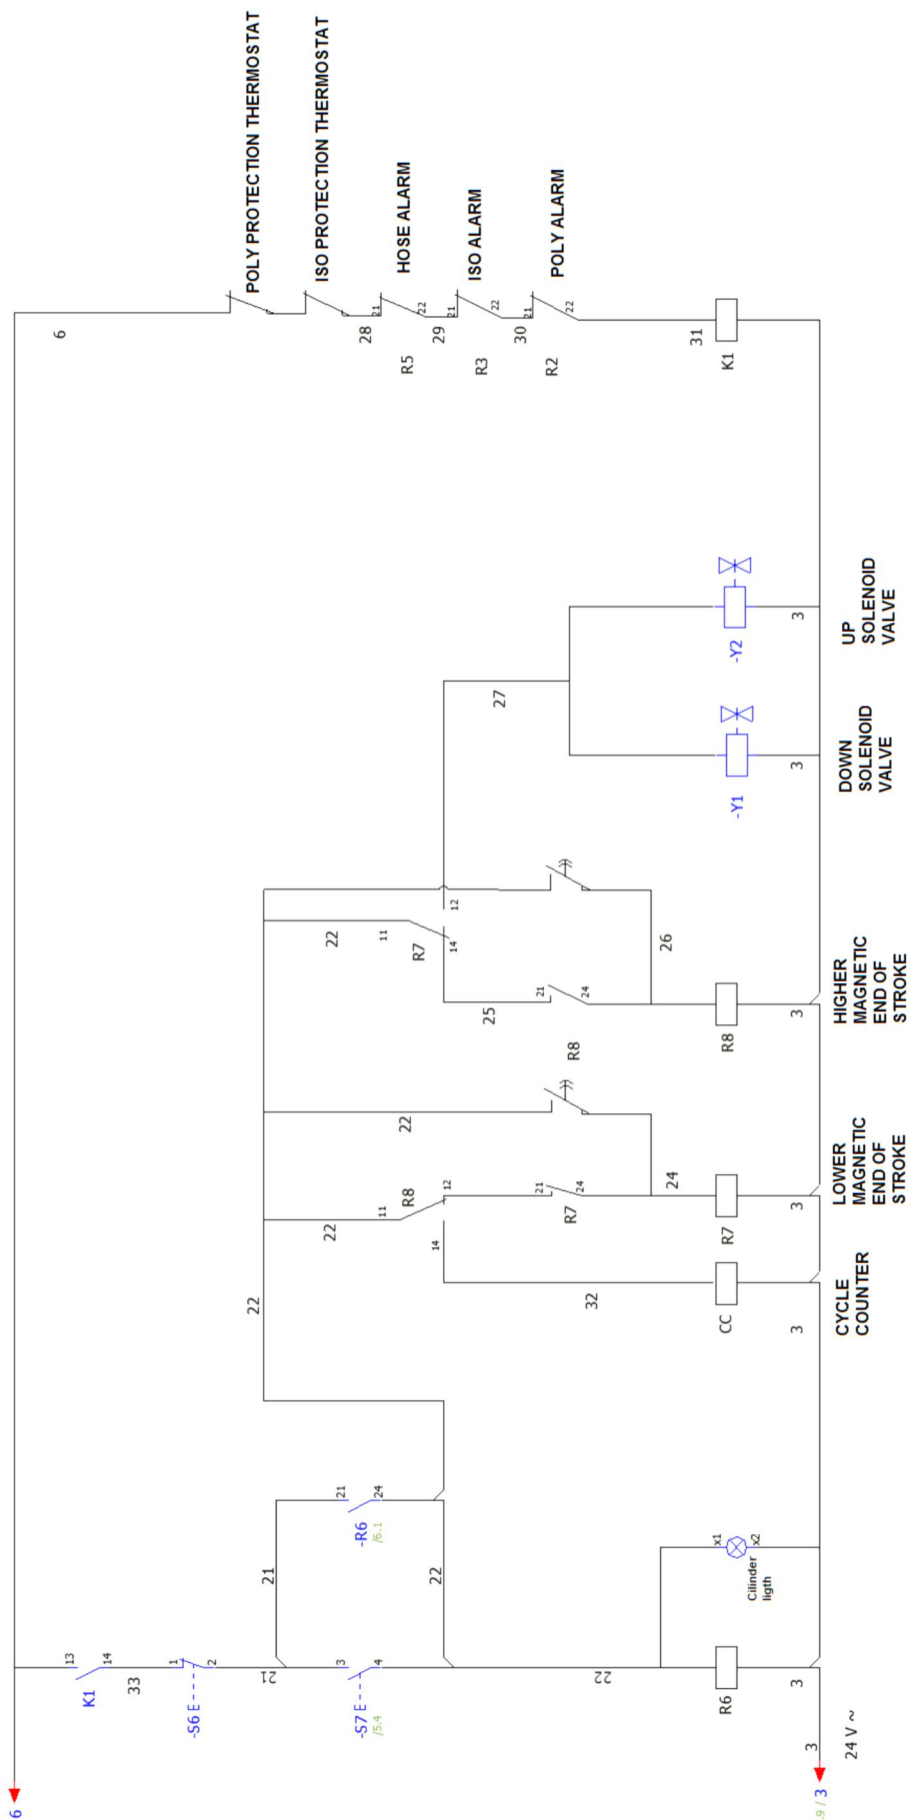 6
K1
13
14
33
-S6 E
1
2
21
-S7 E
/5.4
3
4
22
R6
3
3
24 V ~
.9 / 3
21
-R6
/6.1
21
24
22
Cilinder
ligth
x1
x2
22
22
11
R8
12
14
32
CC
3
CYCLE
COUNTER
22
R7
21
24
24
R7
3
LOWER
MAGNETIC
END OF
STROKE
22
11
R7
12
14
25
R8
21
24
26
R8
3
HIGHER
MAGNETIC
END OF
STROKE
27
-Y1
3
DOWN
SOLENOID
VALVE
-Y2
3
UP
SOLENOID
VALVE
6
POLY PROTECTION THERMOSTAT
ISO PROTECTION THERMOSTAT
28
R5
21
22
HOSE ALARM
29
R3
21
22
ISO ALARM
30
R2
21
22
POLY ALARM
31
K1